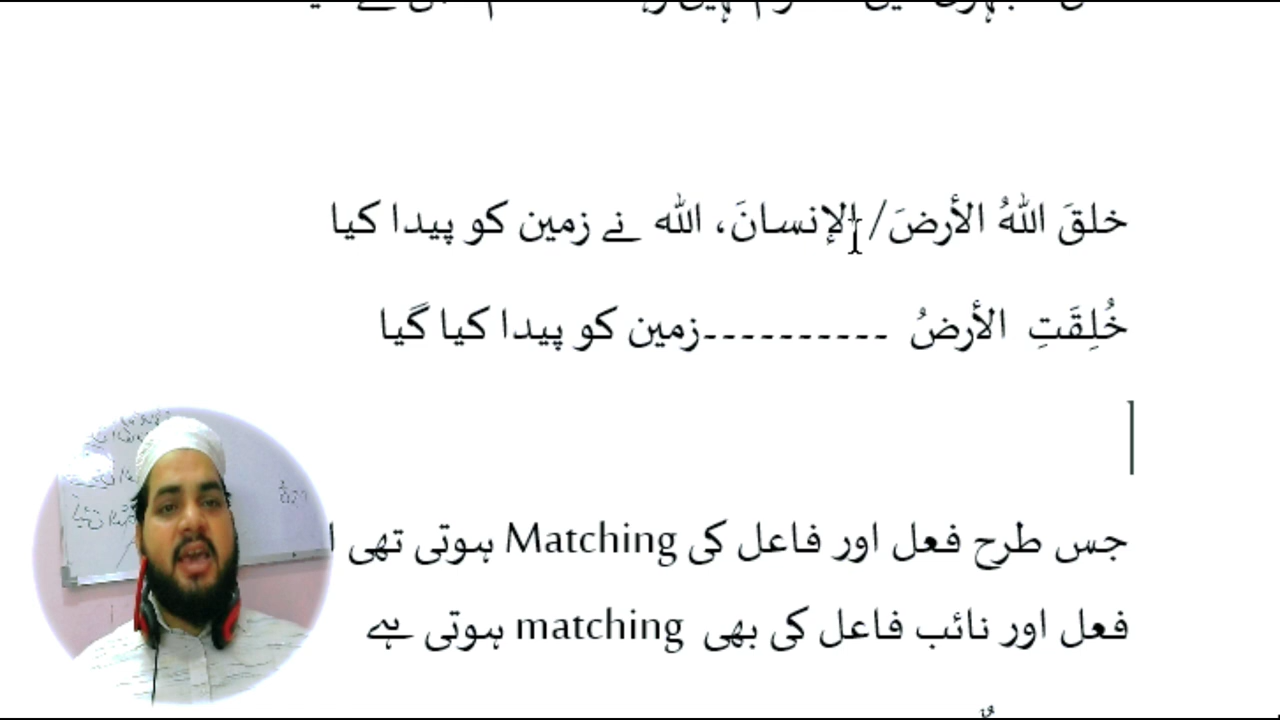 خلقَ اللهُ الأرضَ/ الإنسانَ، الله نے زمین کو پیدا کیا
خُلِقَتِ الأرضُ ----------زمین کو پیدا کیا گیا
جس طرح فعل اور فاعل کی Matching ہوتی تھی ا
فعل اور نائب فاعل کی بھی matching ہوتی ہے